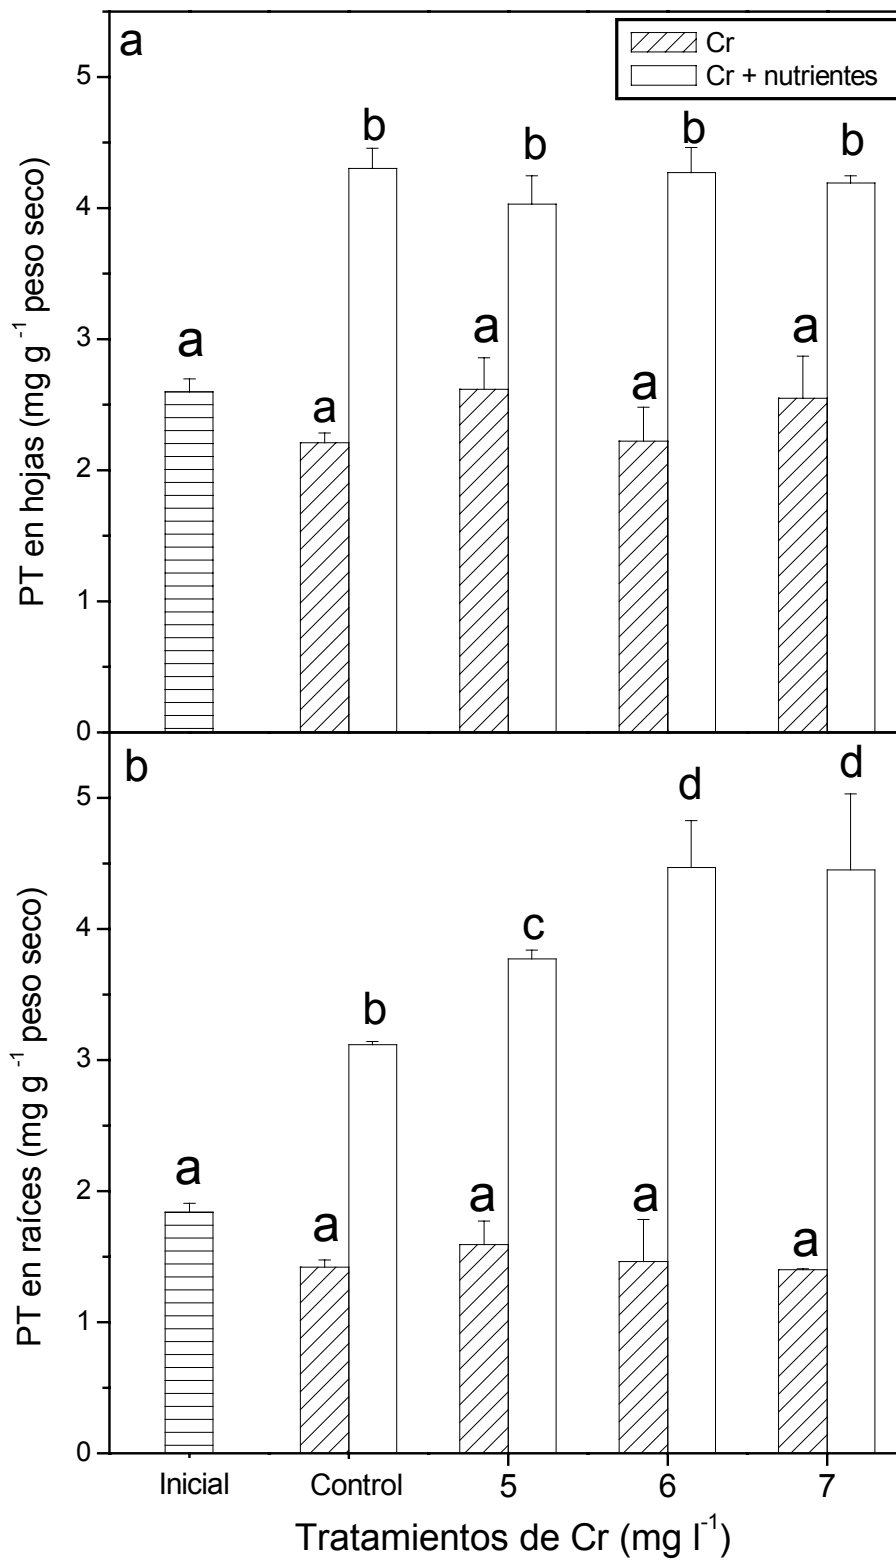 a
Cr
Cr + nutrientes
PT en hojas (mg g⁻¹ peso seco)
5
4
3
2
1
0
a
a
b
a
b
a
b
a
b
b
PT en raíces (mg g⁻¹ peso seco)
5
4
3
2
1
0
a
a
b
a
c
a
d
a
d
Inicial
Control
5
6
7
Tratamientos de Cr (mg l⁻¹)